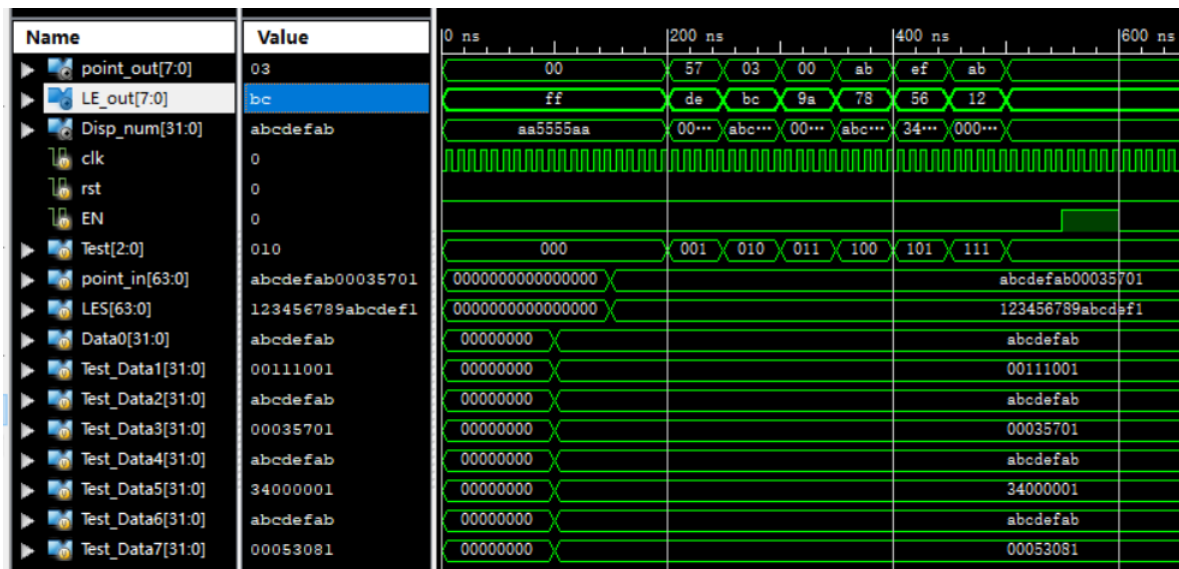 Name Value 0 ns 200 ns 400 ns 600 ns
point_out[7:0] 03 00 57 03 00 ab ef ab
LE_out[7:0] bc ff de bc 9a 78 56 12
Disp_num[31:0] abcdefab aa5555aa 00... abc... 00... abc... 34... 000...
clk 0
rst 0
EN 0
Test[2:0] 010 000 001 010 011 100 101 111
point_in[63:0] abcdefab00035701 0000000000000000 abcdefab00035701
LES[63:0] 123456789abcdef1 0000000000000000 123456789abcdef1
Data0[31:0] abcdefab 00000000 abcdefab
Test_Data1[31:0] 00111001 00000000 00111001
Test_Data2[31:0] abcdefab 00000000 abcdefab
Test_Data3[31:0] 00035701 00000000 00035701
Test_Data4[31:0] abcdefab 00000000 abcdefab
Test_Data5[31:0] 34000001 00000000 34000001
Test_Data6[31:0] abcdefab 00000000 abcdefab
Test_Data7[31:0] 00053081 00000000 00053081